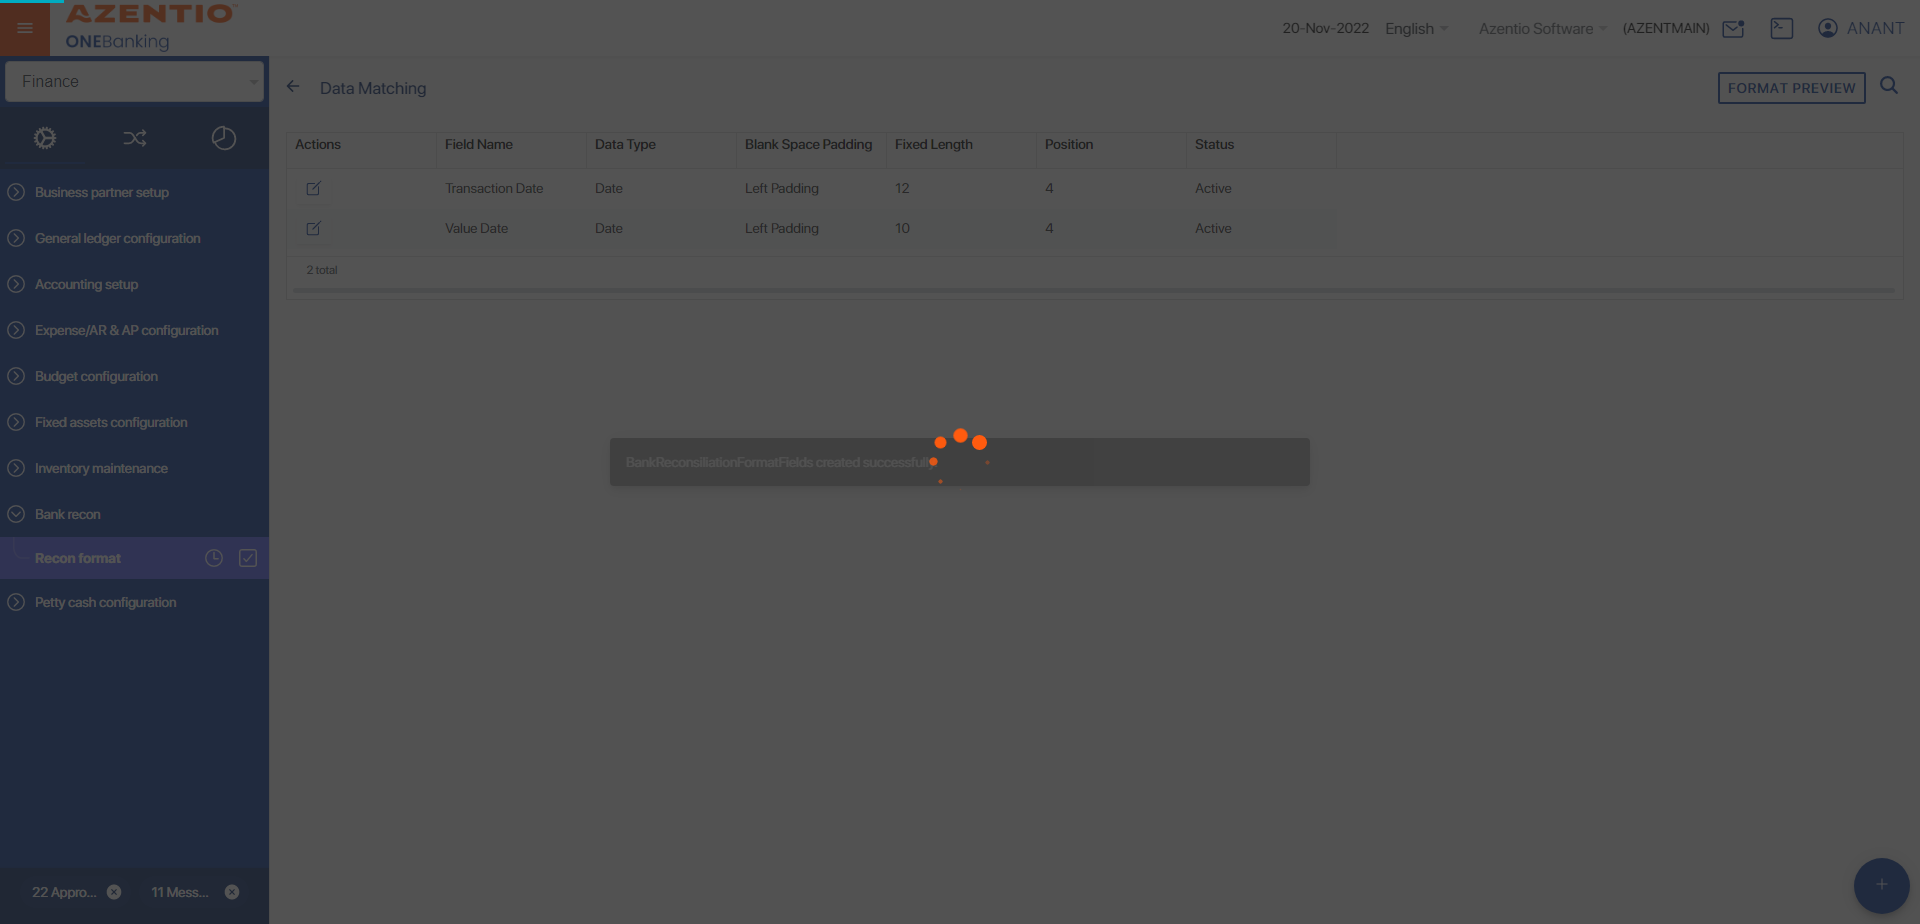 AZENTIO
ONEBanking
20-Nov-2022 English Azentio Software (AZENTMAIN) ANANT
Finance
Business partner setup
General ledger configuration
Accounting setup
Expense/AR & AP configuration
Budget configuration
Fixed assets configuration
Inventory maintenance
Bank recon
Recon format
Petty cash configuration
22 Appro... 11 Mess...
Data Matching
FORMAT PREVIEW
Actions Field Name Data Type Blank Space Padding Fixed Length Position Status
Transaction Date Date Left Padding 12 4 Active
Value Date Date Left Padding 10 4 Active
2 total
BankReconsiliationFormatFields created successfully